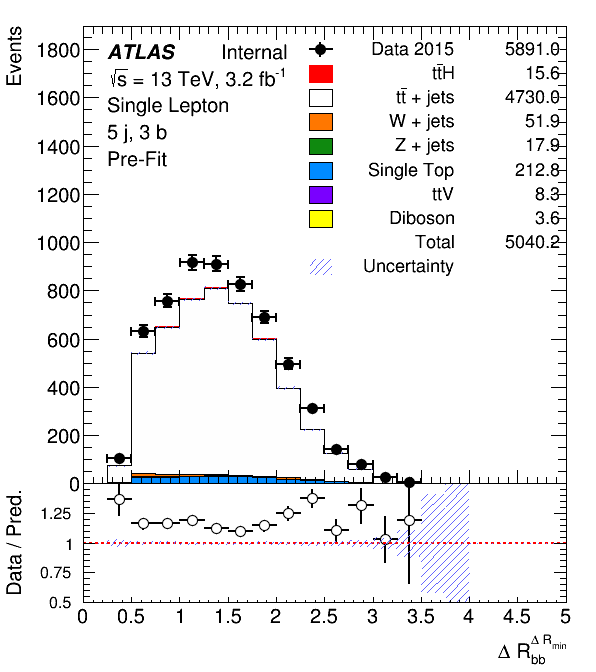 Events
1800
1600
1400
1200
1000
800
600
400
200
0
ATLAS Internal
√s = 13 TeV, 3.2 fb-1
Single Lepton
5 j, 3 b
Pre-Fit
Data 2015 5891.0
tt̄H 15.6
tt̄ + jets 4730.0
W + jets 51.9
Z + jets 17.9
Single Top 212.8
ttV 8.3
Diboson 3.6
Total 5040.2
Uncertainty
Data / Pred.
1.25
1
0.75
0.5
0 0.5 1 1.5 2 2.5 3 3.5 4 4.5 5
Δ R bb Δ R min